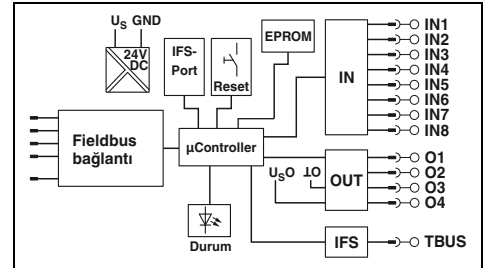 US GND
24V
DC
IFS-
Port
Reset
EPROM
IN
IN1
IN2
IN3
IN4
IN5
IN6
IN7
IN8
Fieldbus
bağlantı
µController
USO
OT
OUT
O1
O2
O3
O4
Durum
IFS
TBUS